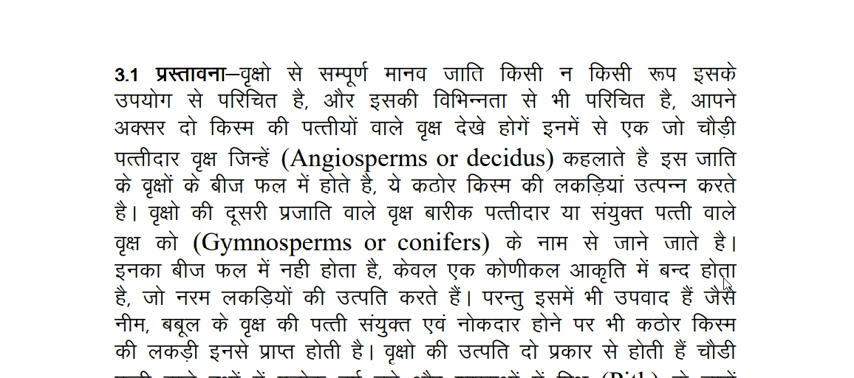 3.1 प्रस्तावना–वृक्षो से सम्पूर्ण मानव जाति किसी न किसी रूप इसके
उपयोग से परिचित है, और इसकी विभिन्नता से भी परिचित है, आपने
अक्सर दो किस्म की पत्तीयों वाले वृक्ष देखे होगें इनमें से एक जो चौड़ी
पत्तीदार वृक्ष जिन्हें (Angiosperms or decidus) कहलाते है इस जाति
के वृक्षों के बीज फल में होते है, ये कठोर किस्म की लकड़ियां उत्पन्न करते
है। वृक्षो की दूसरी प्रजाति वाले वृक्ष बारीक पत्तीदार या संयुक्त पत्ती वाले
वृक्ष को (Gymnosperms or conifers) के नाम से जाने जाते है।
इनका बीज फल में नही होता है, केवल एक कोणीकल आकृति में बन्द होता
है, जो नरम लकड़ियों की उत्पति करते हैं। परन्तु इसमें भी उपवाद हैं जैसे
नीम, बबूल के वृक्ष की पत्ती संयुक्त एवं नोकदार होने पर भी कठोर किस्म
की लकड़ी इनसे प्राप्त होती है। वृक्षो की उत्पति दो प्रकार से होती हैं चौडी